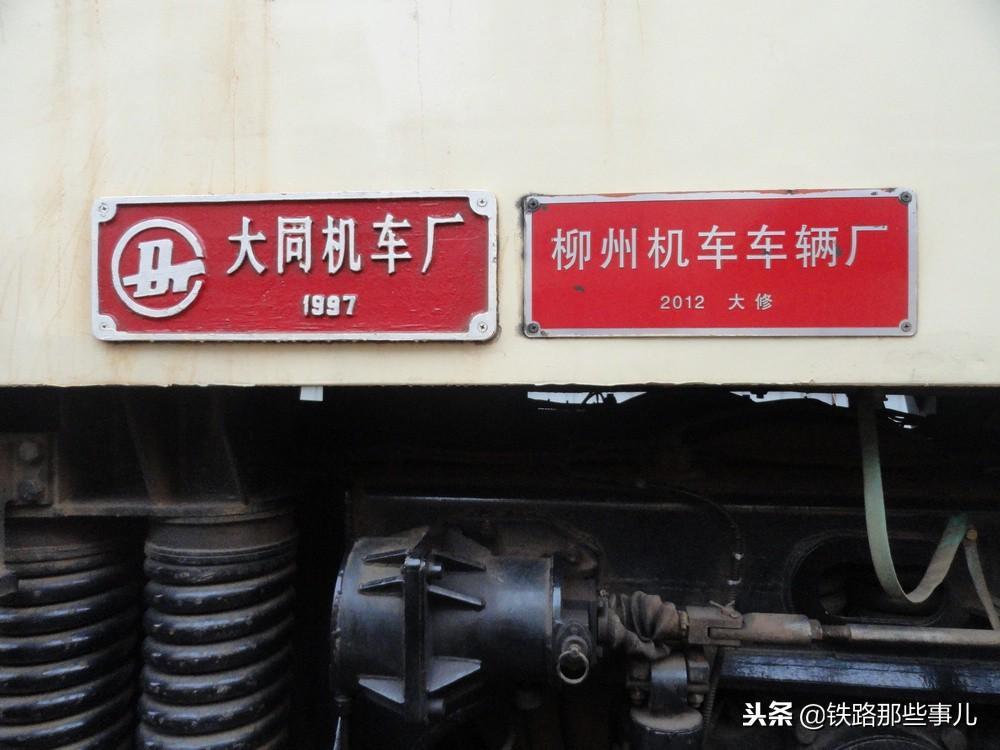 大同机车厂
1997
柳州机车车辆厂
2012 大修
头条 @铁路那些事儿